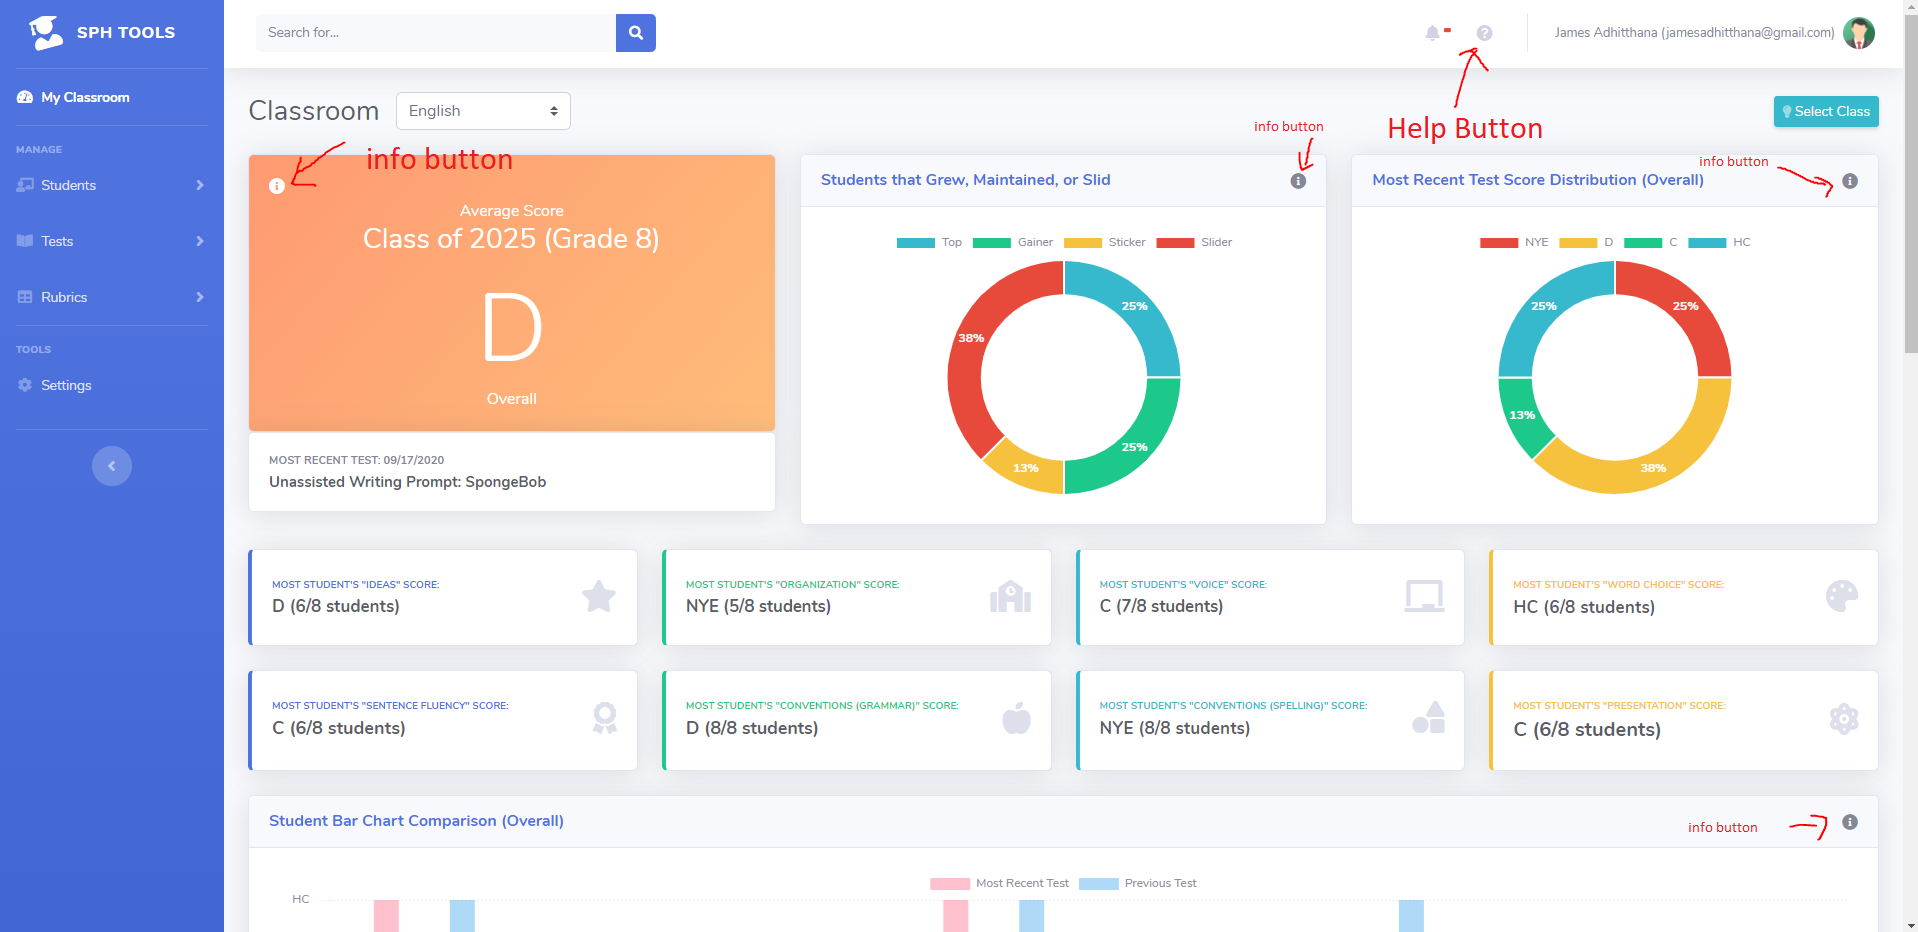 SPH TOOLS
Search for...
James Adhitthana (jamesadhitthana@gmail.com)
My Classroom
MANAGE
Students
Tests
Rubrics
TOOLS
Settings
Classroom
English
Help Button
Select Class
info button
info button
info button
Average Score
Class of 2025 (Grade 8)
D
Overall
MOST RECENT TEST: 09/17/2020
Unassisted Writing Prompt: SpongeBob
Students that Grew, Maintained, or Slid
Top Gainer Sticker Slider
25%
38%
25%
13%
Most Recent Test Score Distribution (Overall)
NYE D C HC
25% 25%
13%
38%
MOST STUDENT'S "IDEAS" SCORE:
D (6/8 students)
MOST STUDENT'S "ORGANIZATION" SCORE:
NYE (5/8 students)
MOST STUDENT'S "VOICE" SCORE:
C (7/8 students)
MOST STUDENT'S "WORD CHOICE" SCORE:
HC (6/8 students)
MOST STUDENT'S "SENTENCE FLUENCY" SCORE:
C (6/8 students)
MOST STUDENT'S "CONVENTIONS (GRAMMAR)" SCORE:
D (8/8 students)
MOST STUDENT'S "CONVENTIONS (SPELLING)" SCORE:
NYE (8/8 students)
MOST STUDENT'S "PRESENTATION" SCORE:
C (6/8 students)
Student Bar Chart Comparison (Overall)
info button
Most Recent Test Previous Test
HC